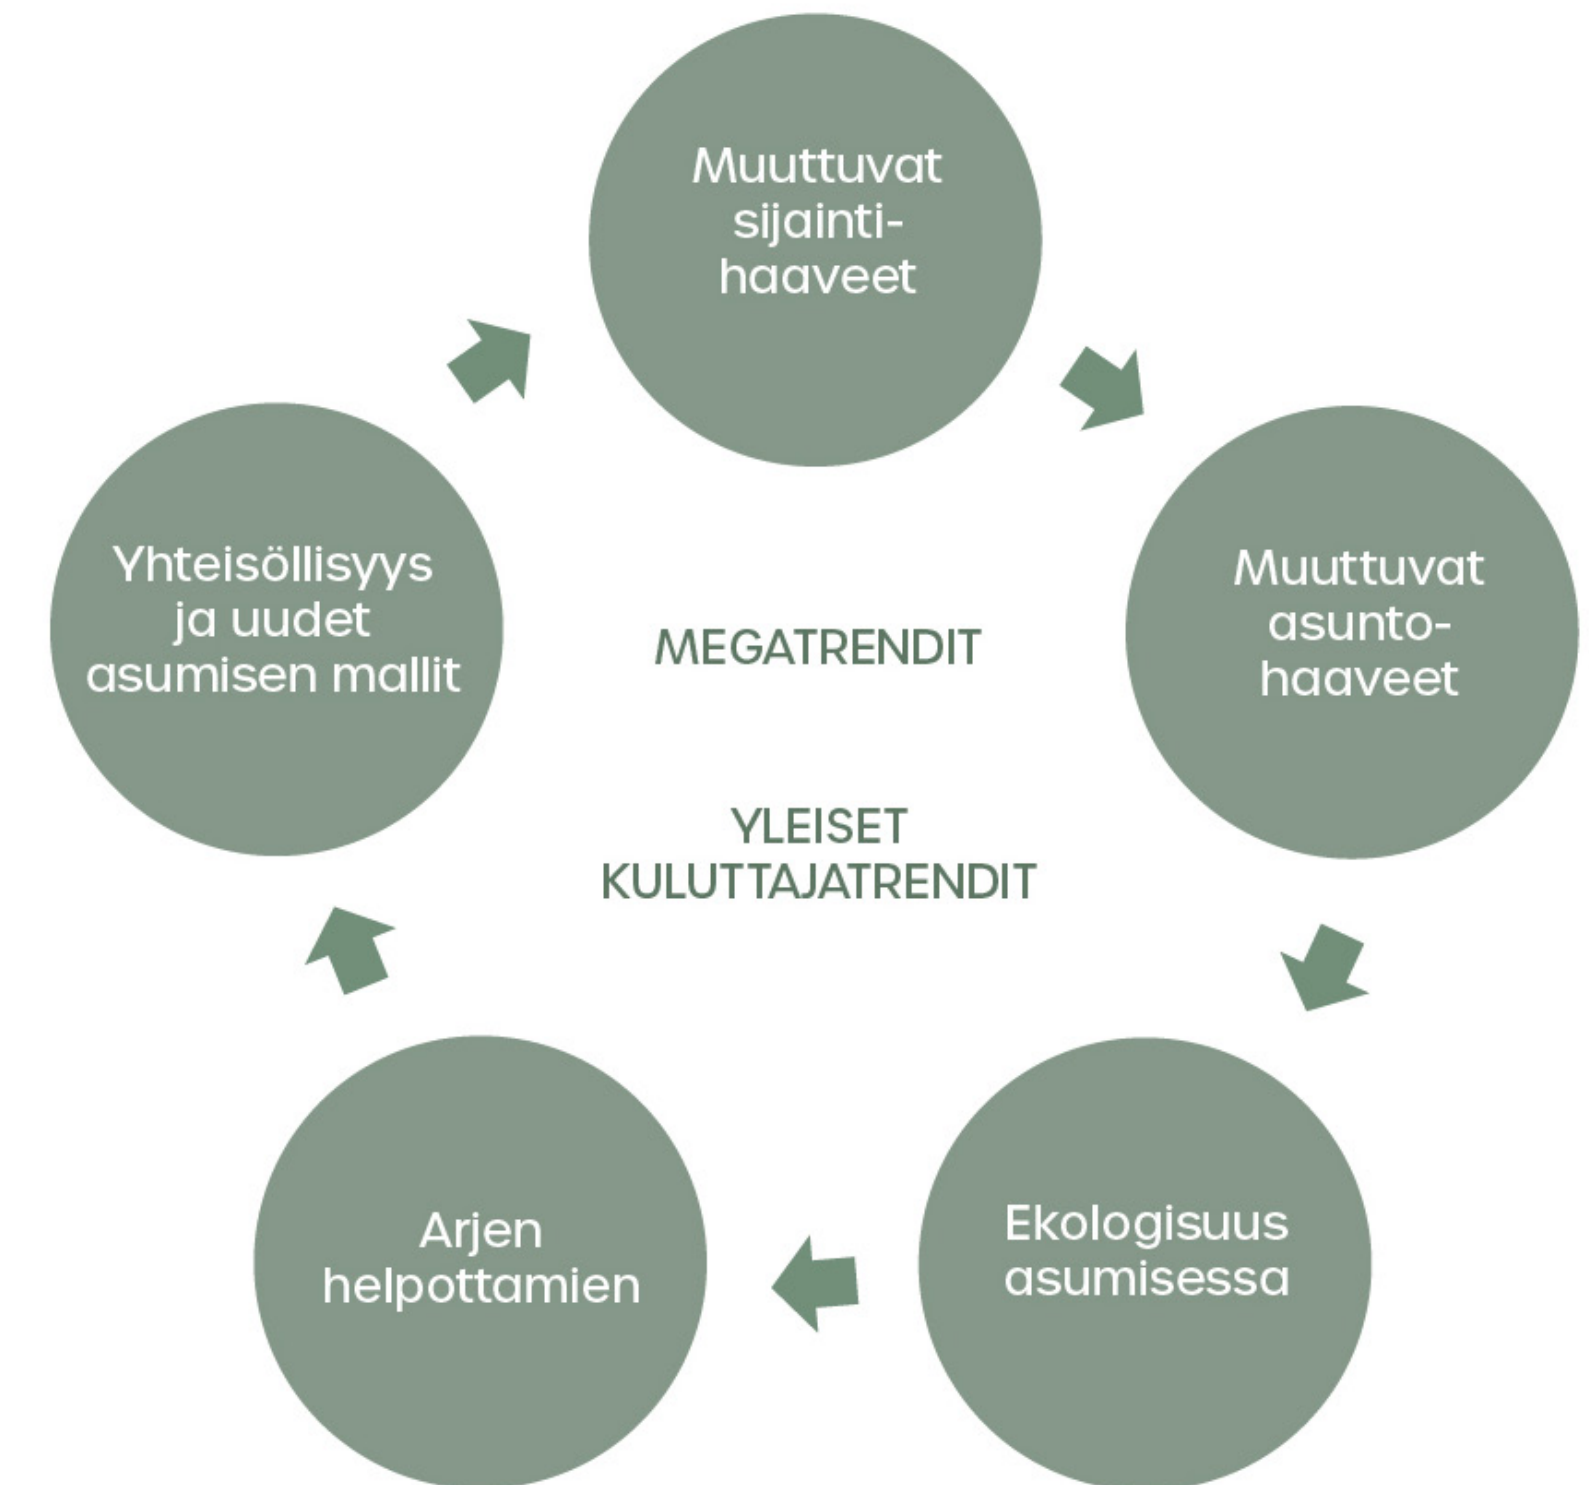 Muuttuvat
sijainti-
haaveet
Muuttuvat
asunto-
haaveet
Ekologisuus
asumisessa
Arjen
helpottamien
Yhteisöllisyys
ja uudet
asumisen mallit
MEGATRENDIT
YLEISET
KULUTTAJATRENDIT